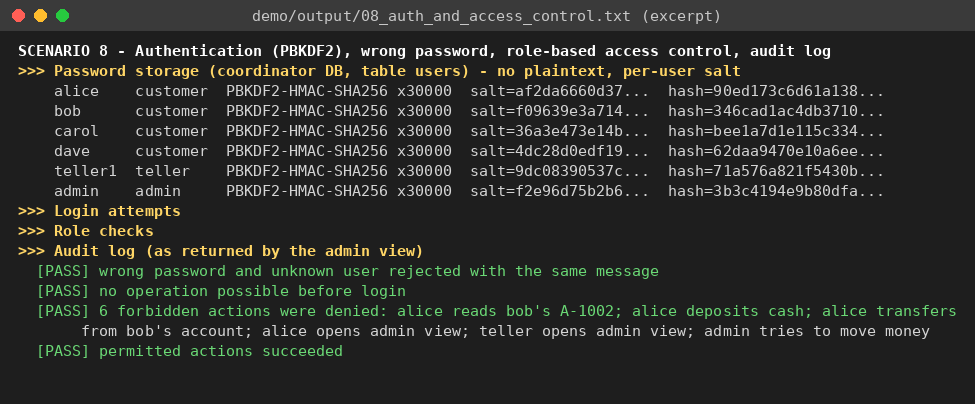 demo/output/08_auth_and_access_control.txt (excerpt)
SCENARIO 8 - Authentication (PBKDF2), wrong password, role-based access control, audit log
>>> Password storage (coordinator DB, table users) - no plaintext, per-user salt
alice customer PBKDF2-HMAC-SHA256 x30000 salt=af2da6660d37... hash=90ed173c6d61a138...
bob customer PBKDF2-HMAC-SHA256 x30000 salt=f09639e3a714... hash=346cad1ac4db3710...
carol customer PBKDF2-HMAC-SHA256 x30000 salt=36a3e473e14b... hash=bee1a7d1e115c334...
dave customer PBKDF2-HMAC-SHA256 x30000 salt=4dc28d0edf19... hash=62daa9470e10a6ee...
teller1 teller PBKDF2-HMAC-SHA256 x30000 salt=9dc08390537c... hash=71a576a821f5430b...
admin admin PBKDF2-HMAC-SHA256 x30000 salt=f2e96d75b2b6... hash=3b3c4194e9b80dfa...
>>> Login attempts
>>> Role checks
>>> Audit log (as returned by the admin view)
[PASS] wrong password and unknown user rejected with the same message
[PASS] no operation possible before login
[PASS] 6 forbidden actions were denied: alice reads bob's A-1002; alice deposits cash; alice transfers
from bob's account; alice opens admin view; teller opens admin view; admin tries to move money
[PASS] permitted actions succeeded